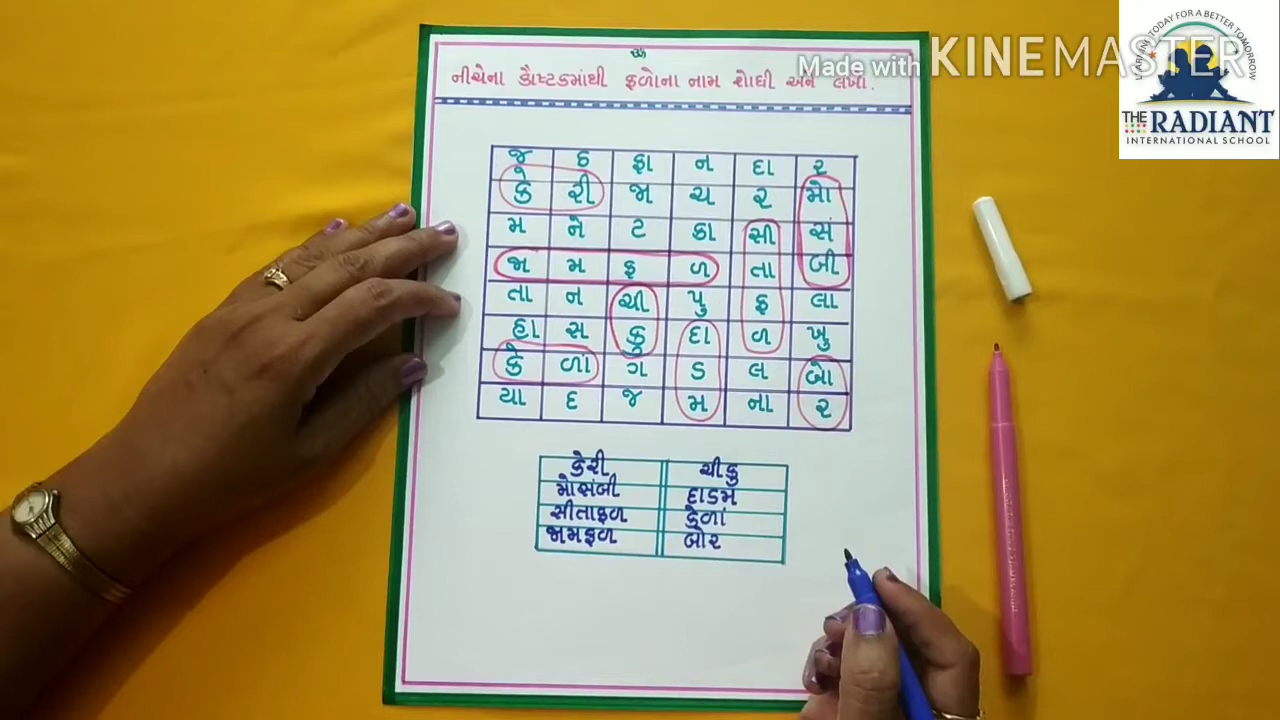 ૐ
Made with KINEMASTER
નીચેના કૌષ્ટકમાંથી ફળોના નામ શોધી અને લખો.
THE RADIANT
INTERNATIONAL SCHOOL
જ ક ફા ન દા ર
કે રી જા ચ ર મો
મ ને ટ કા સી સં
જા મ ફ ળ તા બી
તા ન ચી પુ ફ લા
હા સ કુ દા ળ ખુ
કે ળાં ગ ડ લ બો
યા દ જ મ ના ર
કેરી ચીકુ
મોસંબી દાડમ
સીતાફળ કેળાં
જામફળ બોર